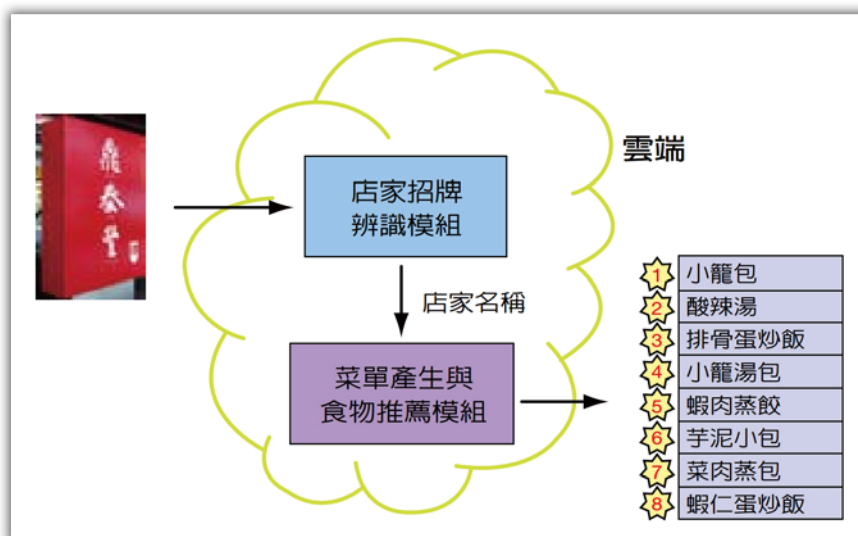 鼎泰豐
雲端
店家招牌
辨識模組
店家名稱
菜單產生與
食物推薦模組
1 小籠包
2 酸辣湯
3 排骨蛋炒飯
4 小籠湯包
5 蝦肉蒸餃
6 芋泥小包
7 菜肉蒸包
8 蝦仁蛋炒飯